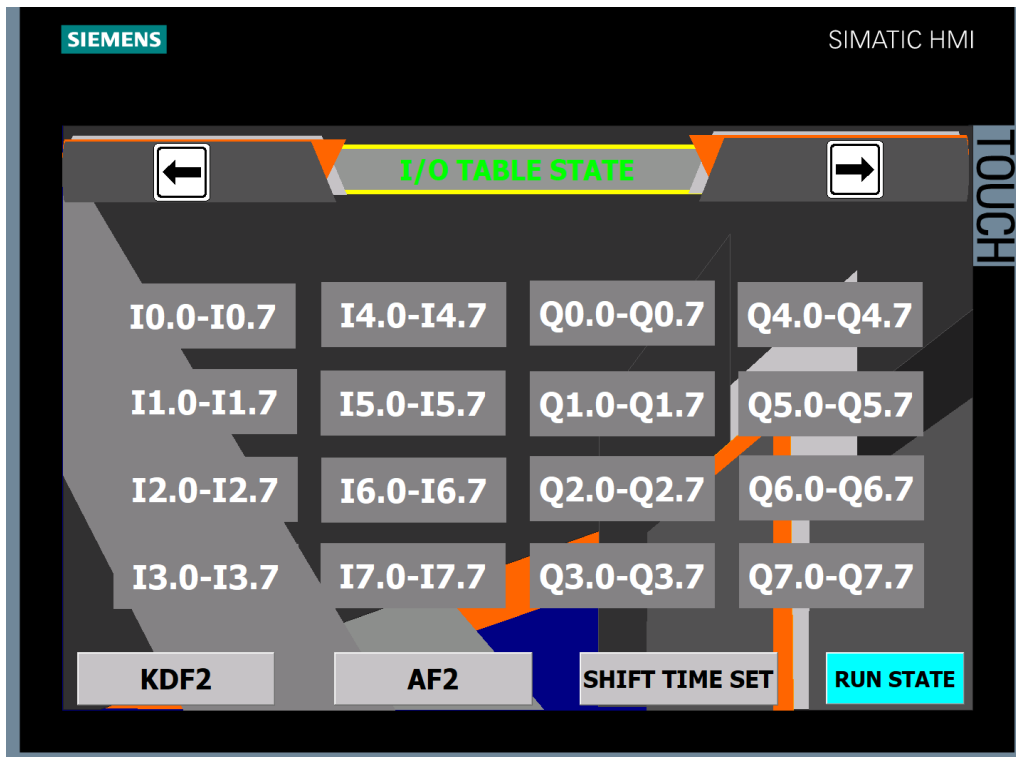 SIEMENS
SIMATIC HMI
TOUCH
I/O TABLE STATE
I0.0-I0.7 I4.0-I4.7 Q0.0-Q0.7 Q4.0-Q4.7
I1.0-I1.7 I5.0-I5.7 Q1.0-Q1.7 Q5.0-Q5.7
I2.0-I2.7 I6.0-I6.7 Q2.0-Q2.7 Q6.0-Q6.7
I3.0-I3.7 I7.0-I7.7 Q3.0-Q3.7 Q7.0-Q7.7
KDF2 AF2 SHIFT TIME SET RUN STATE